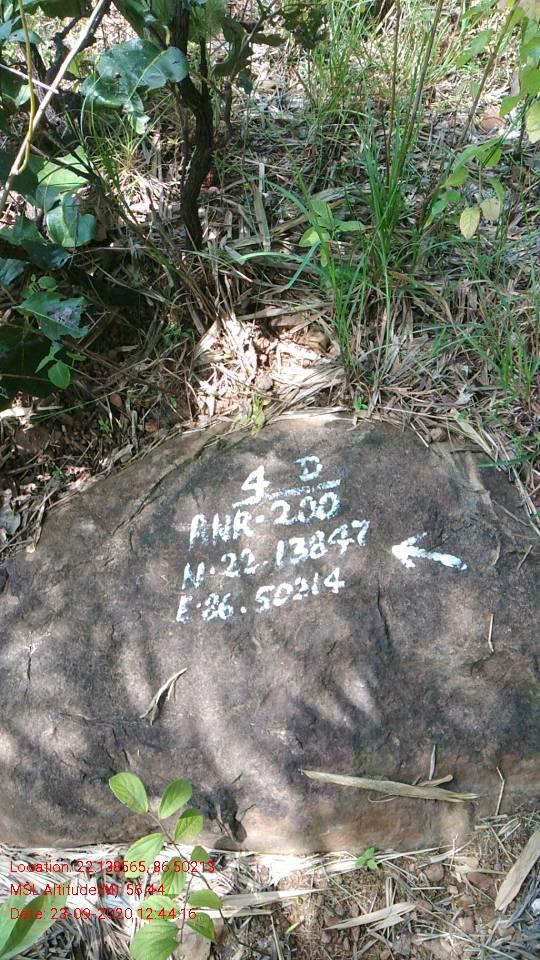 4 D
ANR-200
N.22.13847
E.86.50214
Location: 22.138565, 86.50213
MSL Altitude(M): 56.44
Date: 23-09-2020 12:44:16